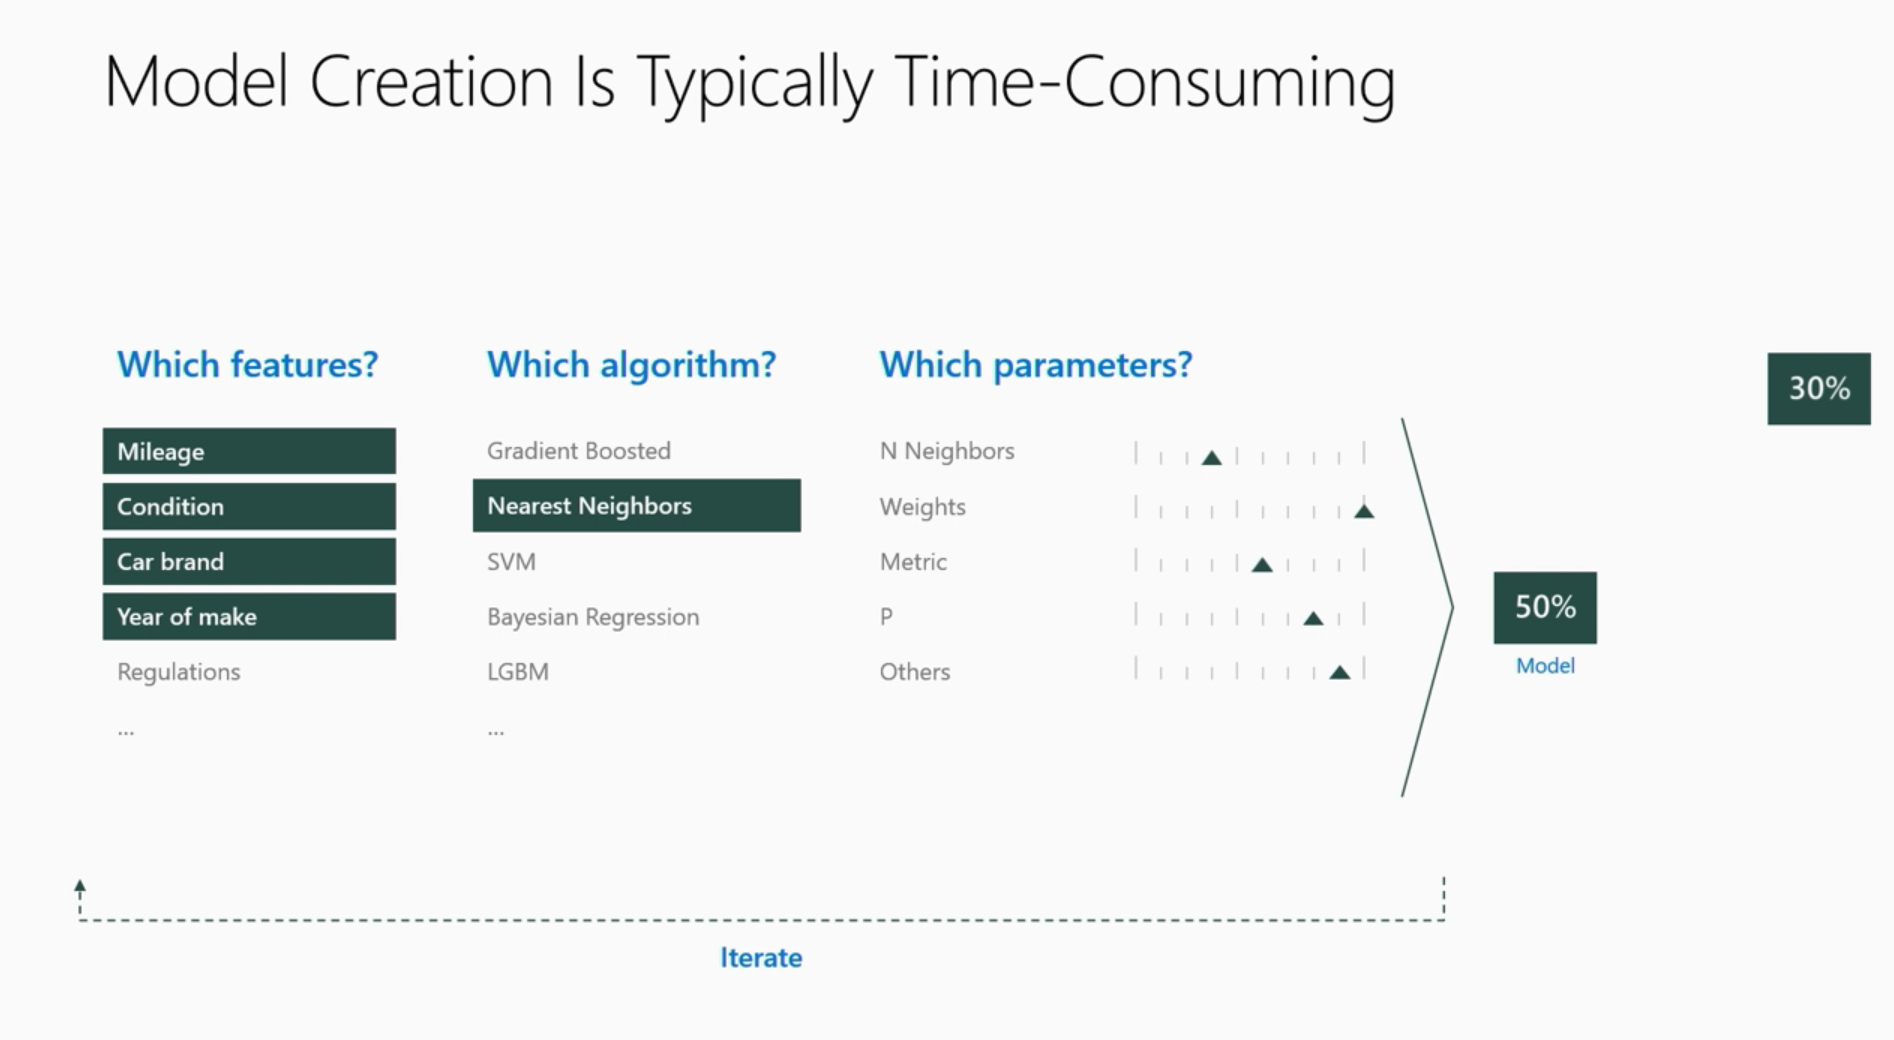 Model Creation Is Typically Time-Consuming
Which features?
Mileage
Condition
Car brand
Year of make
Regulations
...
Which algorithm?
Gradient Boosted
Nearest Neighbors
SVM
Bayesian Regression
LGBM
...
Which parameters?
N Neighbors
Weights
Metric
P
Others
30%
50%
Model
Iterate